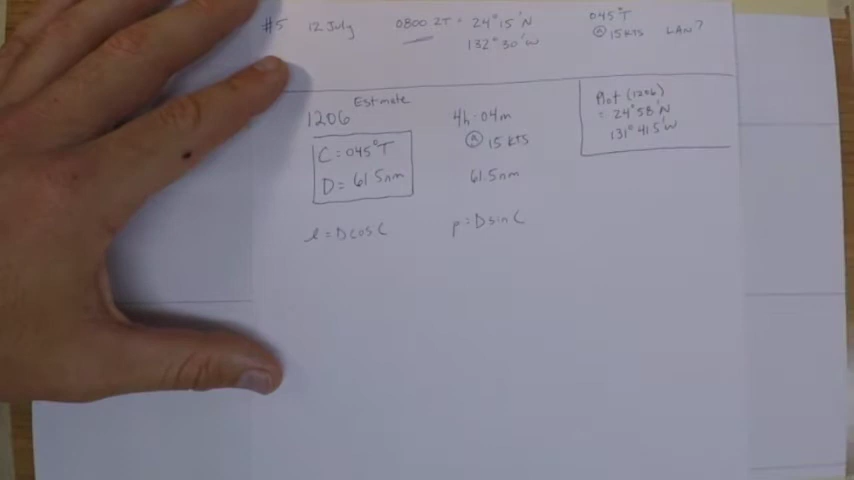 #5 12 July 0800 ZT = 24°15'N 045°T
132°30'W @ 15 KTS LAN?
Estimate
1206 4h·04m
@ 15 KTS
C = 045°T
D = 61.5nm 61.5nm
l = D cos C p = D sin C
Plot (1206)
= 24°58'N
131°41.5'W